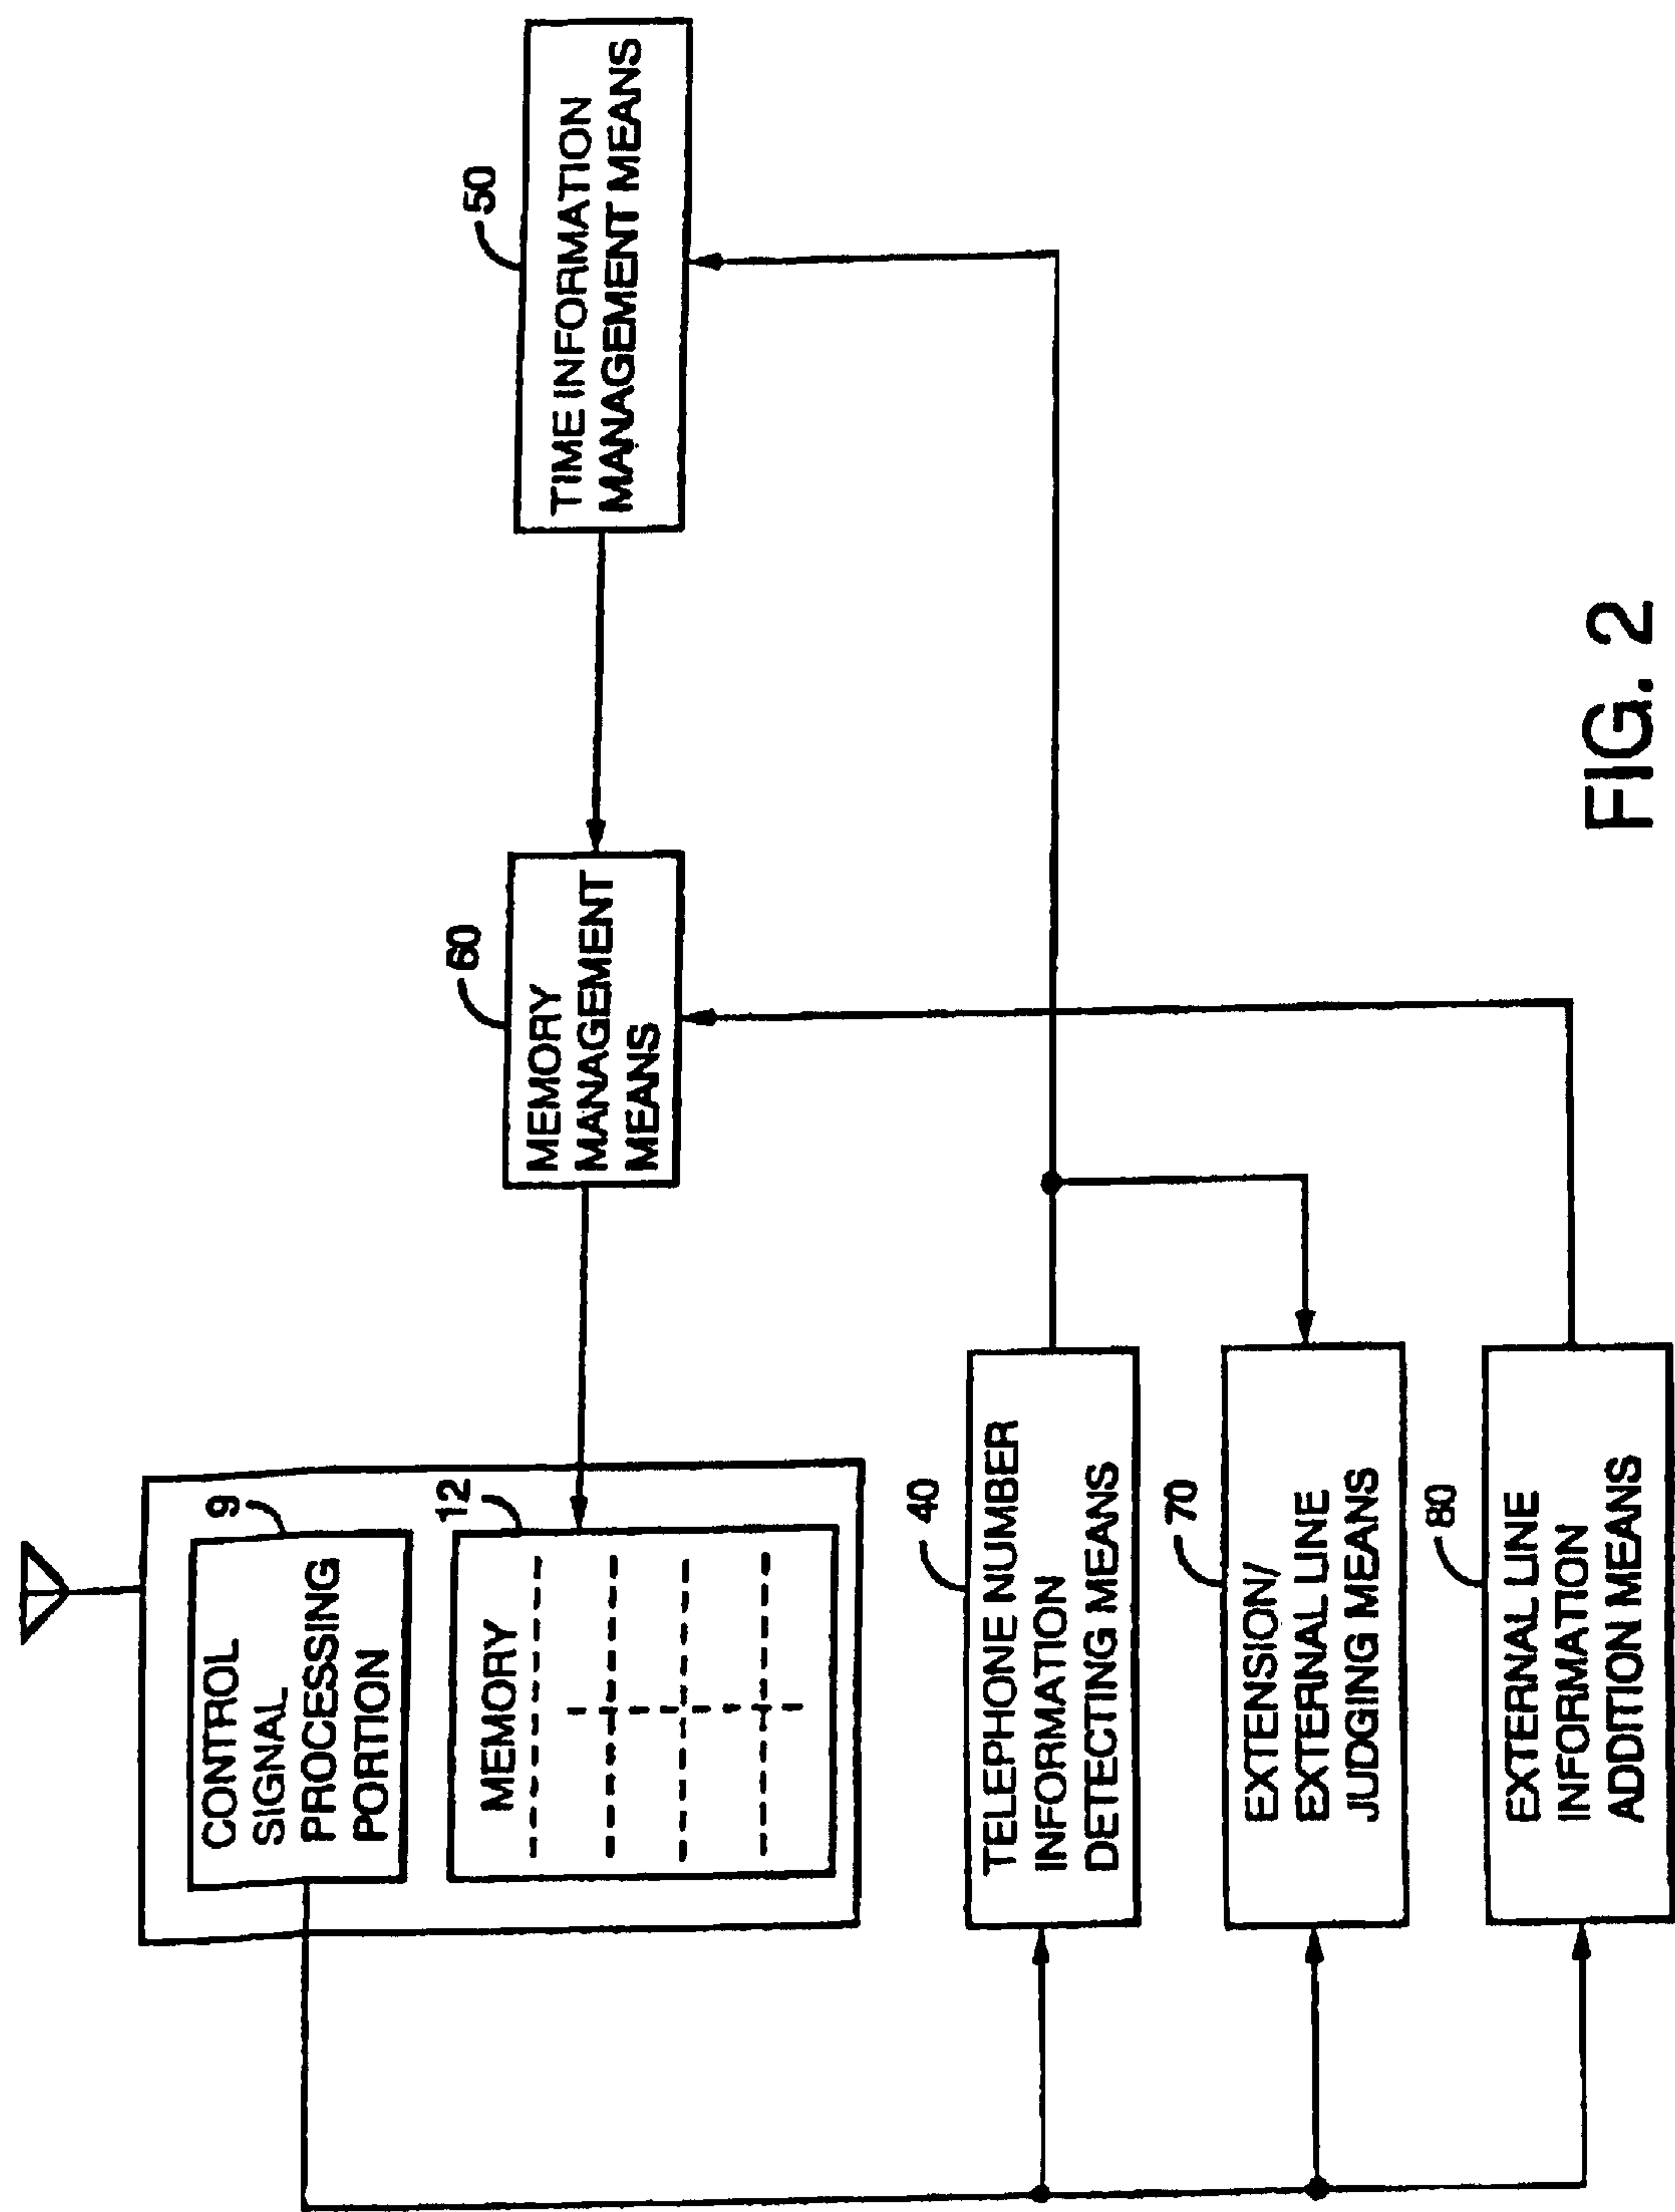 9
CONTROL
SIGNAL
PROCESSING
PORTION
12
MEMORY
60
MEMORY
MANAGEMENT
MEANS
50
TIME INFORMATION
MANAGEMENT MEANS
40
TELEPHONE NUMBER
INFORMATION
DETECTING MEANS
70
EXTENSION/
EXTERNAL LINE
JUDGING MEANS
80
EXTERNAL LINE
INFORMATION
ADDITION MEANS
FIG. 2